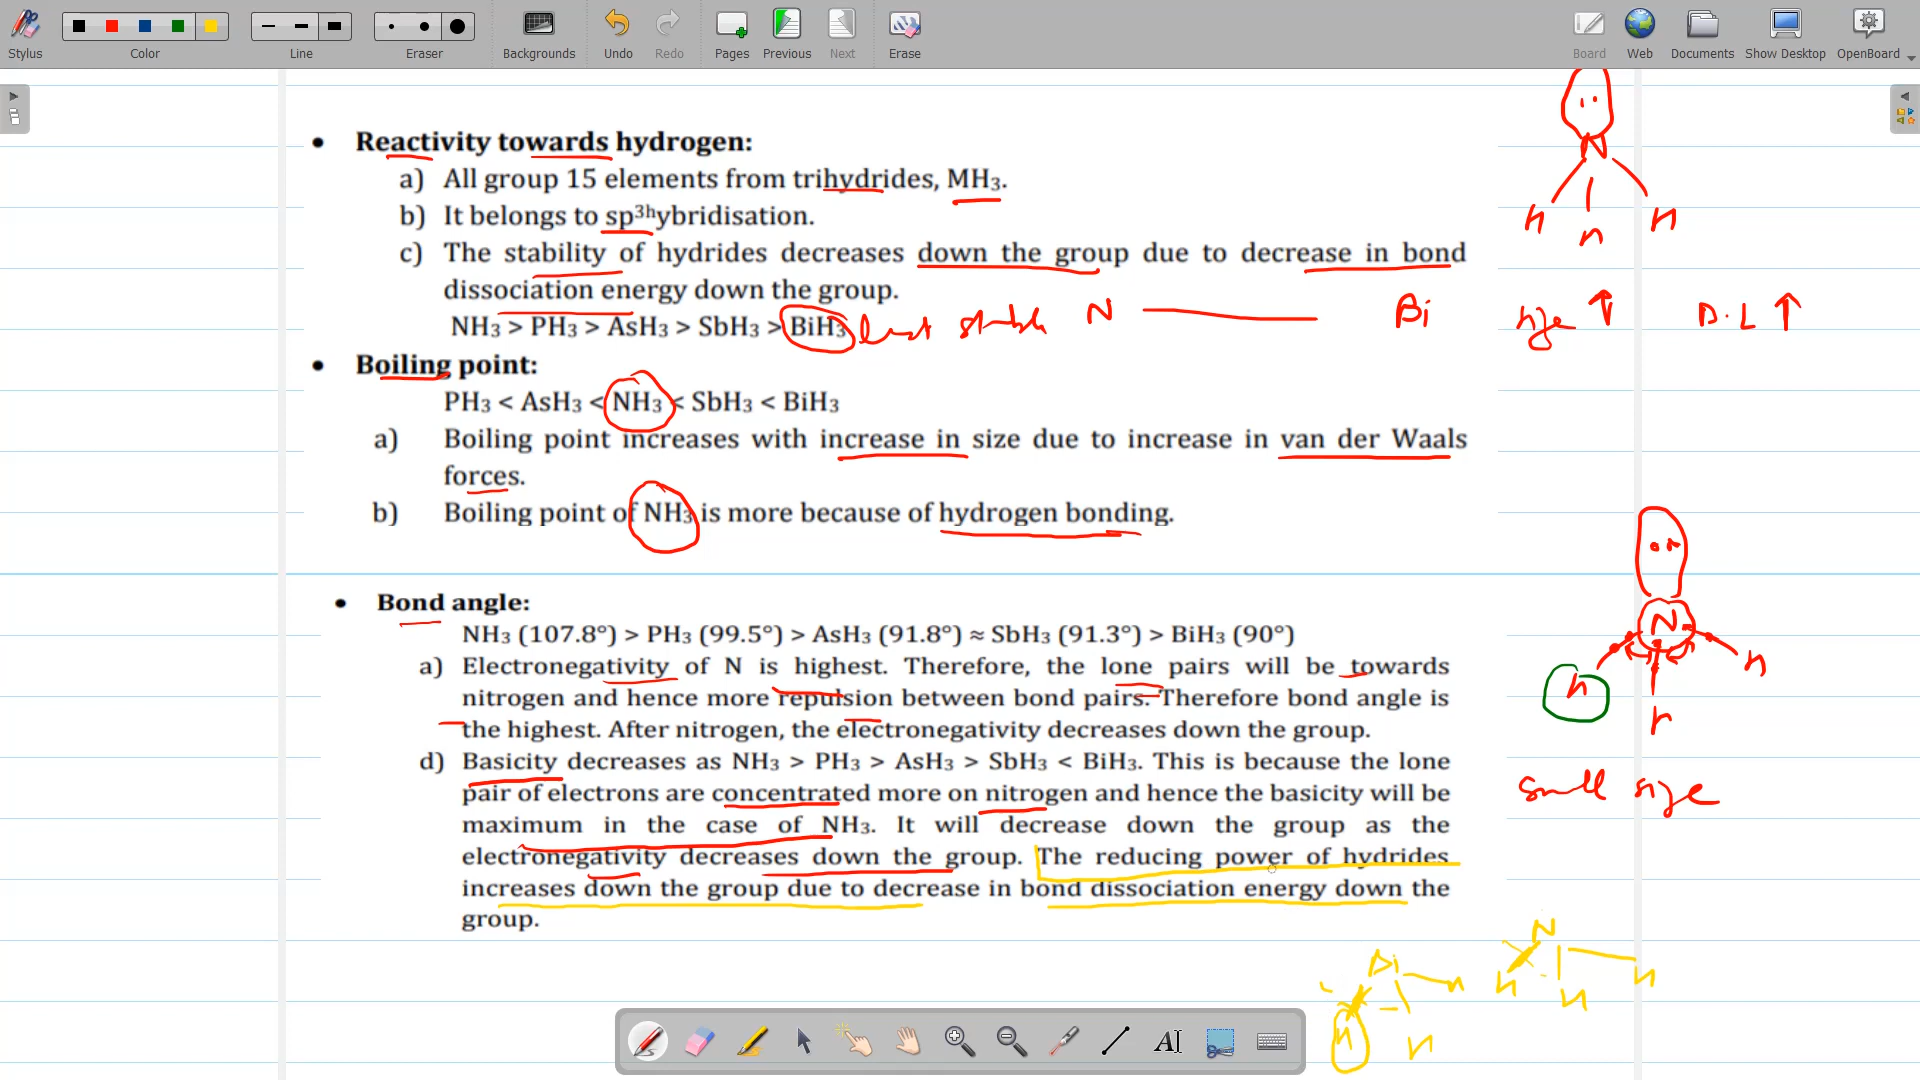 Stylus Color Line Eraser Backgrounds Undo Redo Pages Previous Next Erase Board Web Documents Show Desktop OpenBoard
• Reactivity towards hydrogen:
a) All group 15 elements from trihydrides, MH₃.
b) It belongs to sp³ʰybridisation.
c) The stability of hydrides decreases down the group due to decrease in bond
dissociation energy down the group.
NH₃ > PH₃ > AsH₃ > SbH₃ > BiH₃ least stable N Bi size ↑ B.L ↑
• Boiling point:
PH₃ < AsH₃ < NH₃ < SbH₃ < BiH₃
a) Boiling point increases with increase in size due to increase in van der Waals
forces.
b) Boiling point of NH₃ is more because of hydrogen bonding.
• Bond angle:
NH₃ (107.8°) > PH₃ (99.5°) > AsH₃ (91.8°) ≈ SbH₃ (91.3°) > BiH₃ (90°)
a) Electronegativity of N is highest. Therefore, the lone pairs will be towards
nitrogen and hence more repulsion between bond pairs. Therefore bond angle is
the highest. After nitrogen, the electronegativity decreases down the group.
d) Basicity decreases as NH₃ > PH₃ > AsH₃ > SbH₃ < BiH₃. This is because the lone
pair of electrons are concentrated more on nitrogen and hence the basicity will be
maximum in the case of NH₃. It will decrease down the group as the
electronegativity decreases down the group. The reducing power of hydrides
increases down the group due to decrease in bond dissociation energy down the
group.
N
H H H
N
H H H
small size
Bi
H H H
N
H H H